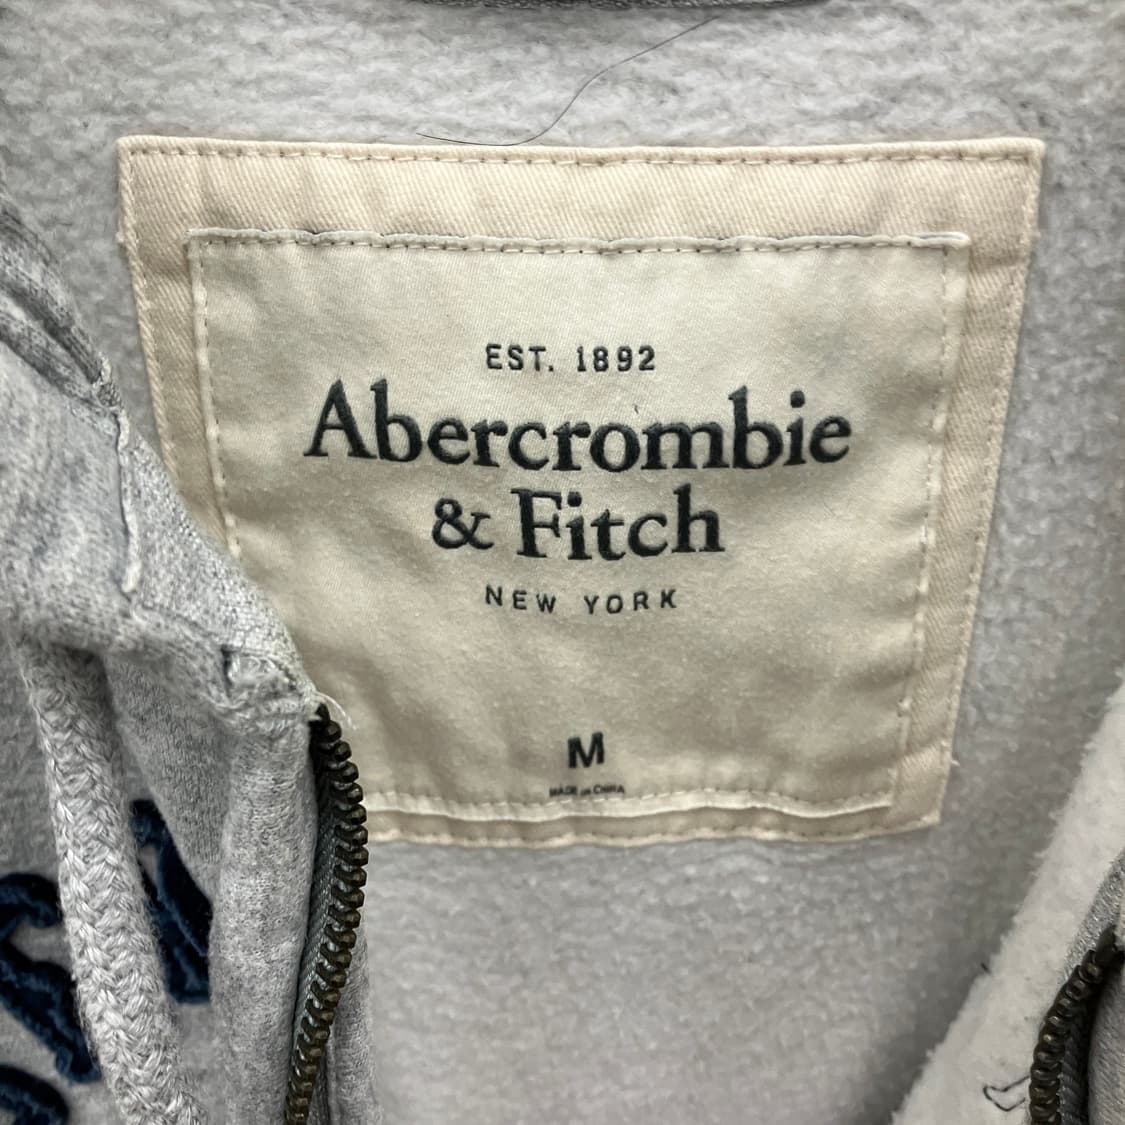 EST. 1892
Abercrombie
& Fitch
NEW YORK
M
MADE IN CHINA